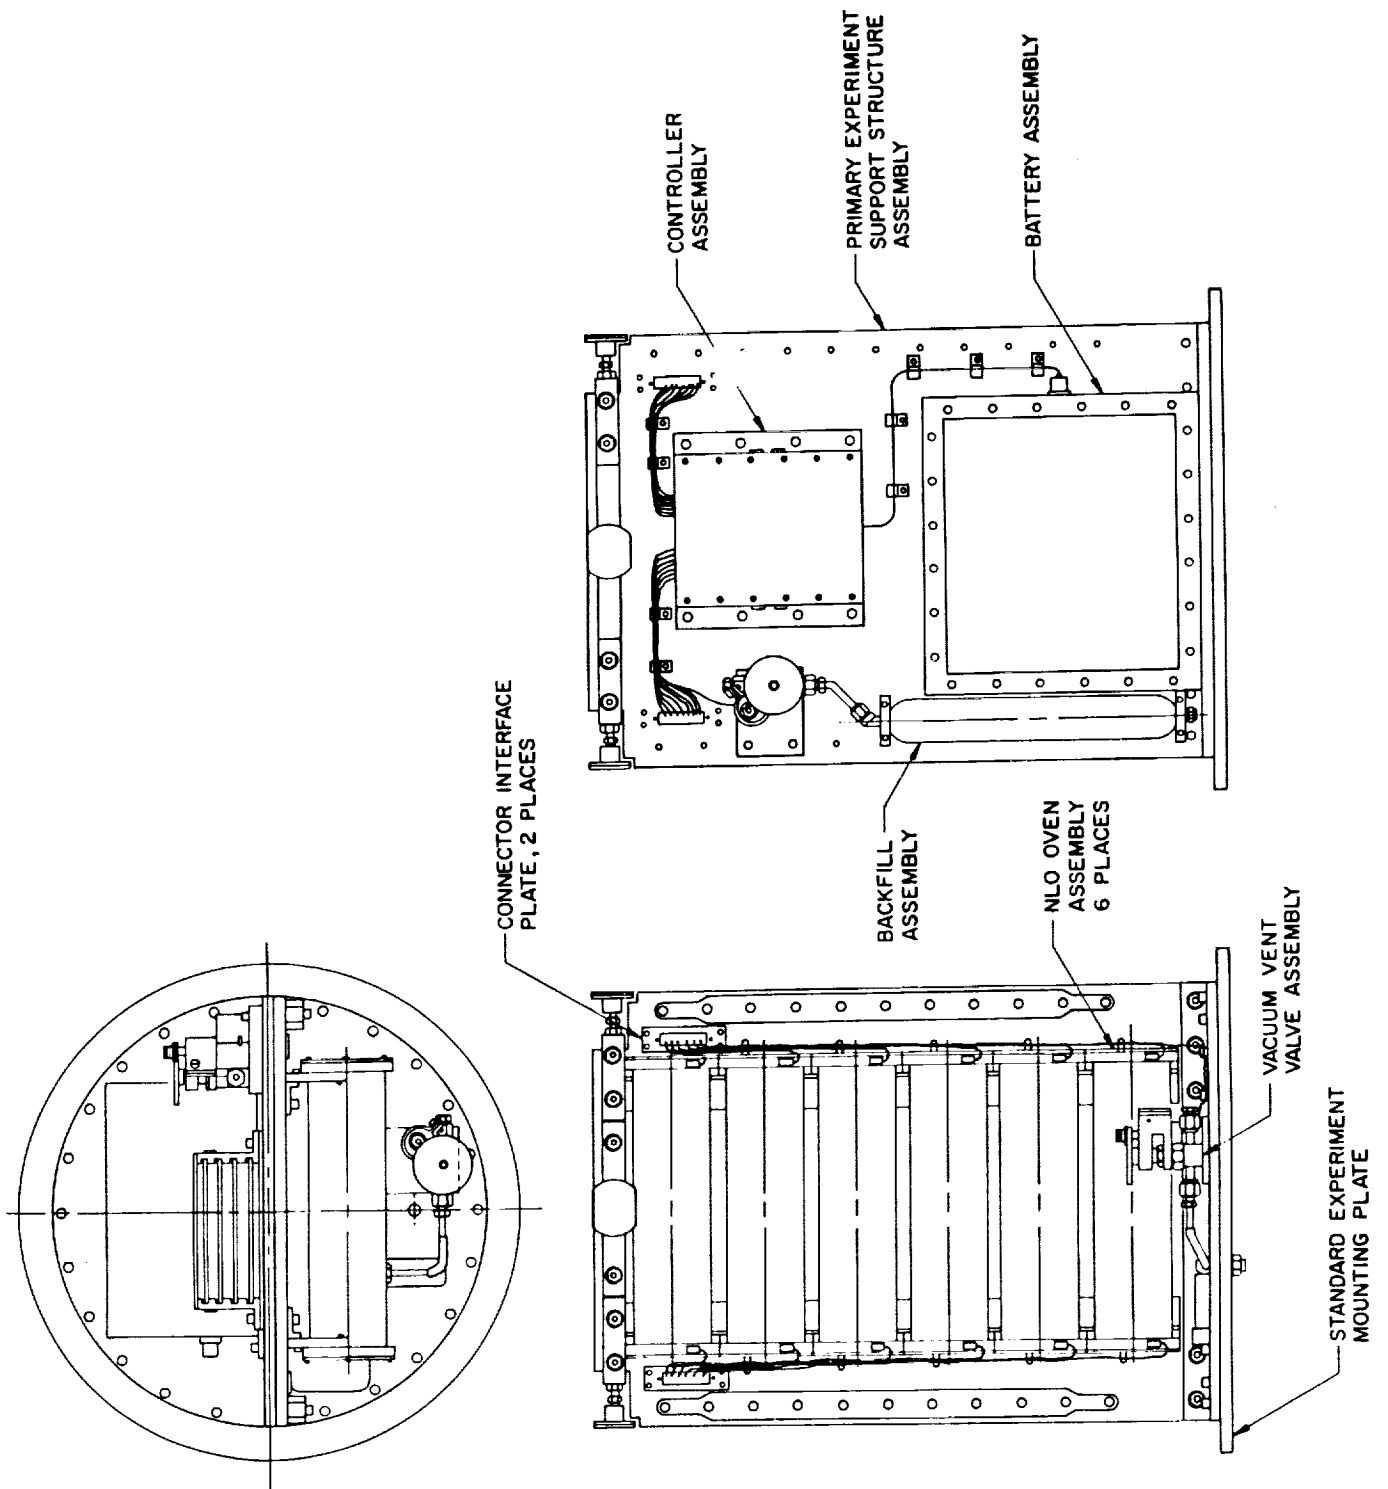 CONTROLLER
ASSEMBLY
PRIMARY EXPERIMENT
SUPPORT STRUCTURE
ASSEMBLY
BATTERY ASSEMBLY
CONNECTOR INTERFACE
PLATE, 2 PLACES
BACKFILL
ASSEMBLY
NLO OVEN
ASSEMBLY
6 PLACES
VACUUM VENT
VALVE ASSEMBLY
STANDARD EXPERIMENT
MOUNTING PLATE